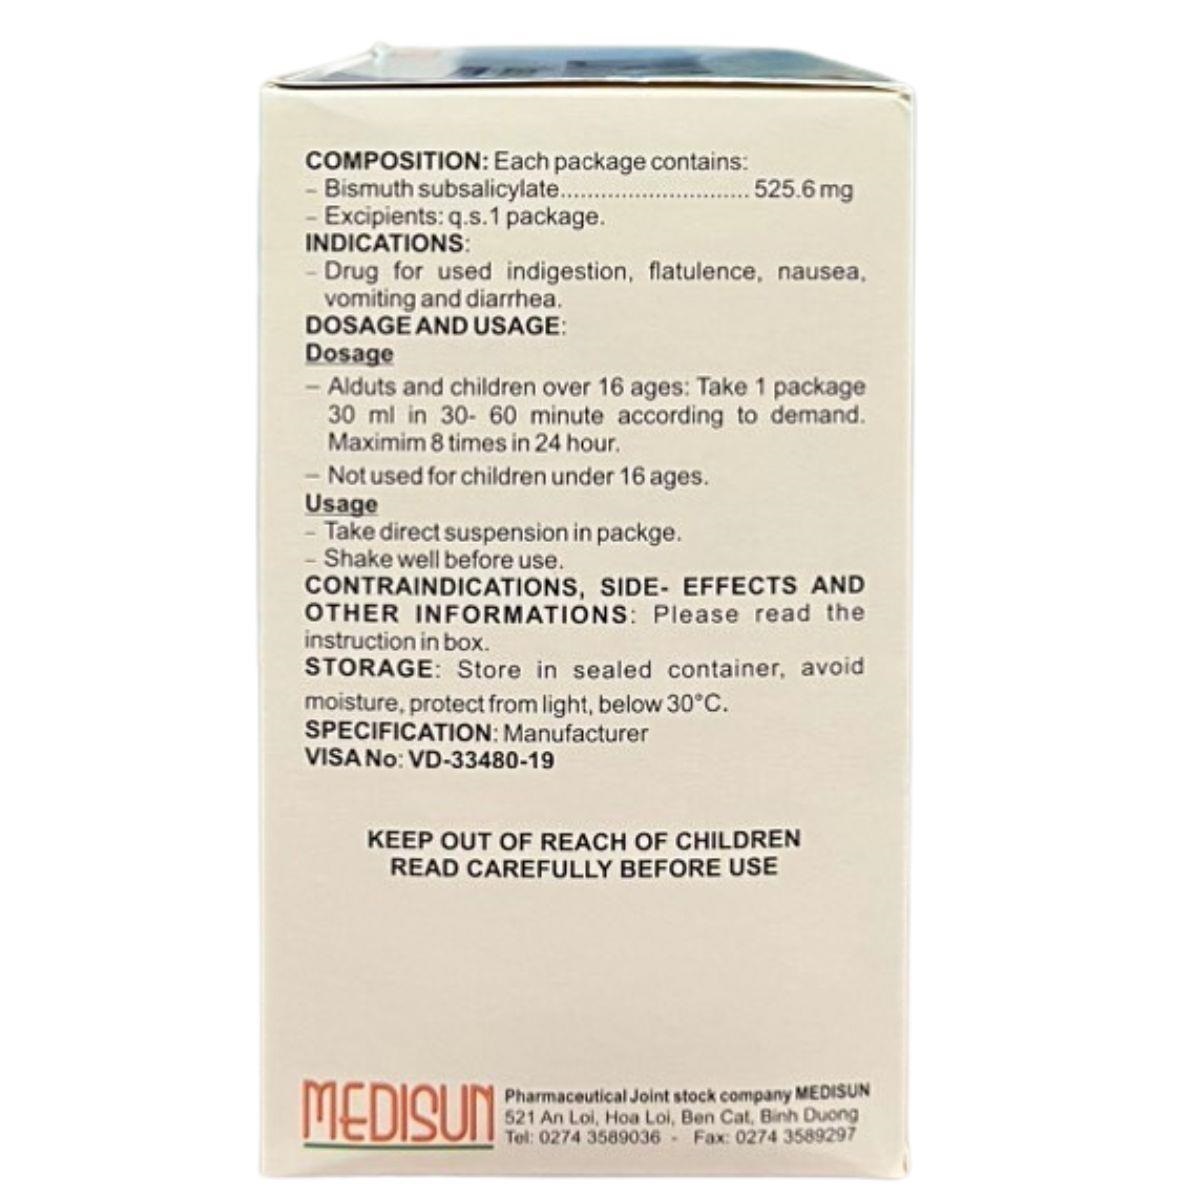 COMPOSITION: Each package contains:
– Bismuth subsalicylate............................ 525.6 mg
– Excipients: q.s.1 package.
INDICATIONS:
– Drug for used indigestion, flatulence, nausea,
vomiting and diarrhea.
DOSAGE AND USAGE:
Dosage
– Alduts and children over 16 ages: Take 1 package
30 ml in 30- 60 minute according to demand.
Maximim 8 times in 24 hour.
– Not used for children under 16 ages.
Usage
– Take direct suspension in packge.
– Shake well before use.
CONTRAINDICATIONS, SIDE- EFFECTS AND
OTHER INFORMATIONS: Please read the
instruction in box.
STORAGE: Store in sealed container, avoid
moisture, protect from light, below 30°C.
SPECIFICATION: Manufacturer
VISA No: VD-33480-19
KEEP OUT OF REACH OF CHILDREN
READ CAREFULLY BEFORE USE
MEDISUN
Pharmaceutical Joint stock company MEDISUN
521 An Loi, Hoa Loi, Ben Cat, Binh Duong
Tel: 0274 3589036 - Fax: 0274 3589297